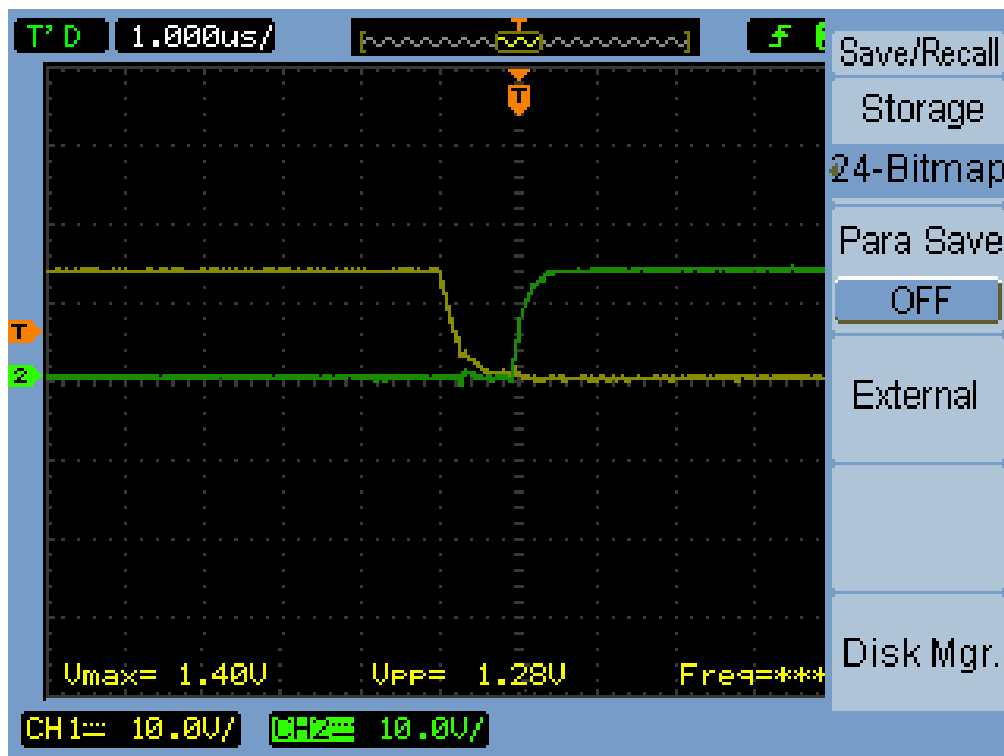 T'D 1.000us/
Save/Recall
Storage
24-Bitmap
Para Save
OFF
External
Disk Mgr.
T
T
T
2
Vmax= 1.40V Vpp= 1.28V Freq=***
CH1 10.0V/ CH2 10.0V/